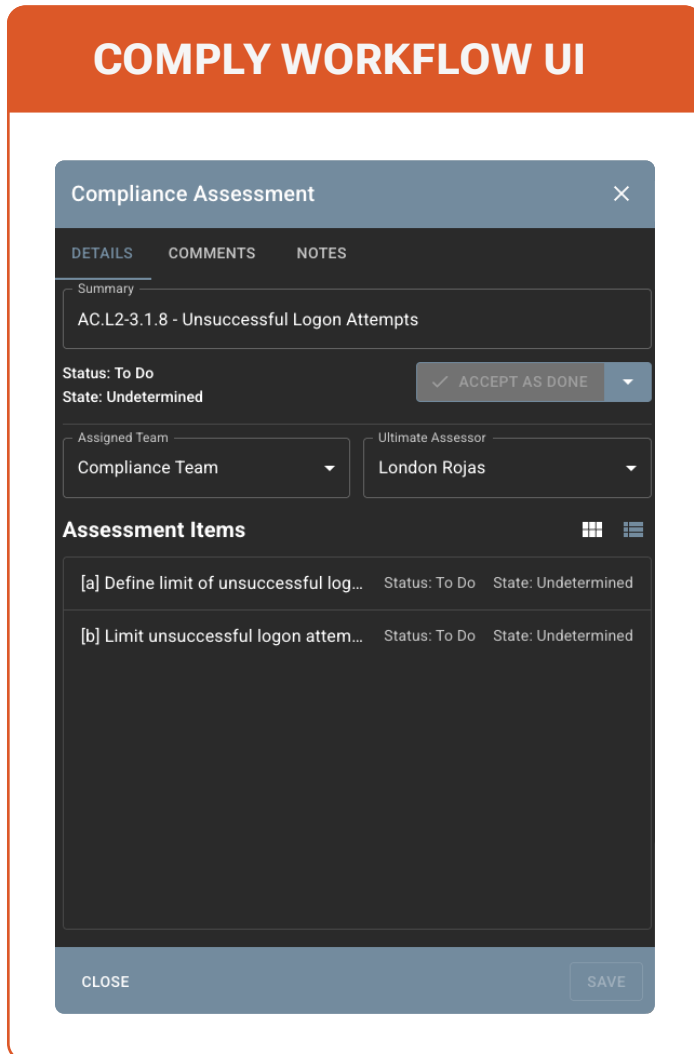 COMPLY WORKFLOW UI
Compliance Assessment
DETAILS COMMENTS NOTES
Summary
AC.L2-3.1.8 - Unsuccessful Logon Attempts
Status: To Do
State: Undetermined
ACCEPT AS DONE
Assigned Team
Compliance Team
Ultimate Assessor
London Rojas
Assessment Items
[a] Define limit of unsuccessful log... Status: To Do State: Undetermined
[b] Limit unsuccessful logon attem... Status: To Do State: Undetermined
CLOSE SAVE